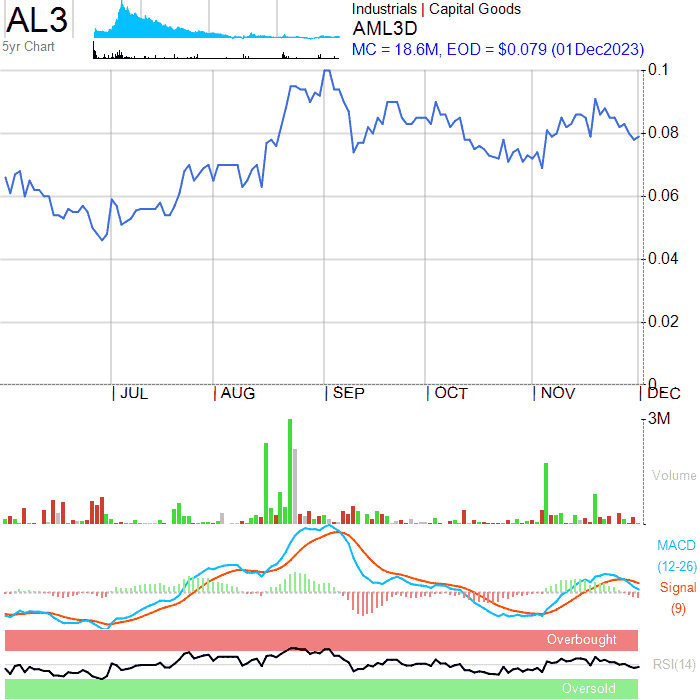 AL3
5yr Chart
Industrials | Capital Goods
AML3D
MC = 18.6M, EOD = $0.079 (01Dec2023)
0.1
0.08
0.06
0.04
0.02
0
| JUL | AUG | SEP | OCT | NOV | DEC
3M
Volume
MACD
(12-26)
Signal
(9)
Overbought
RSI(14)
Oversold